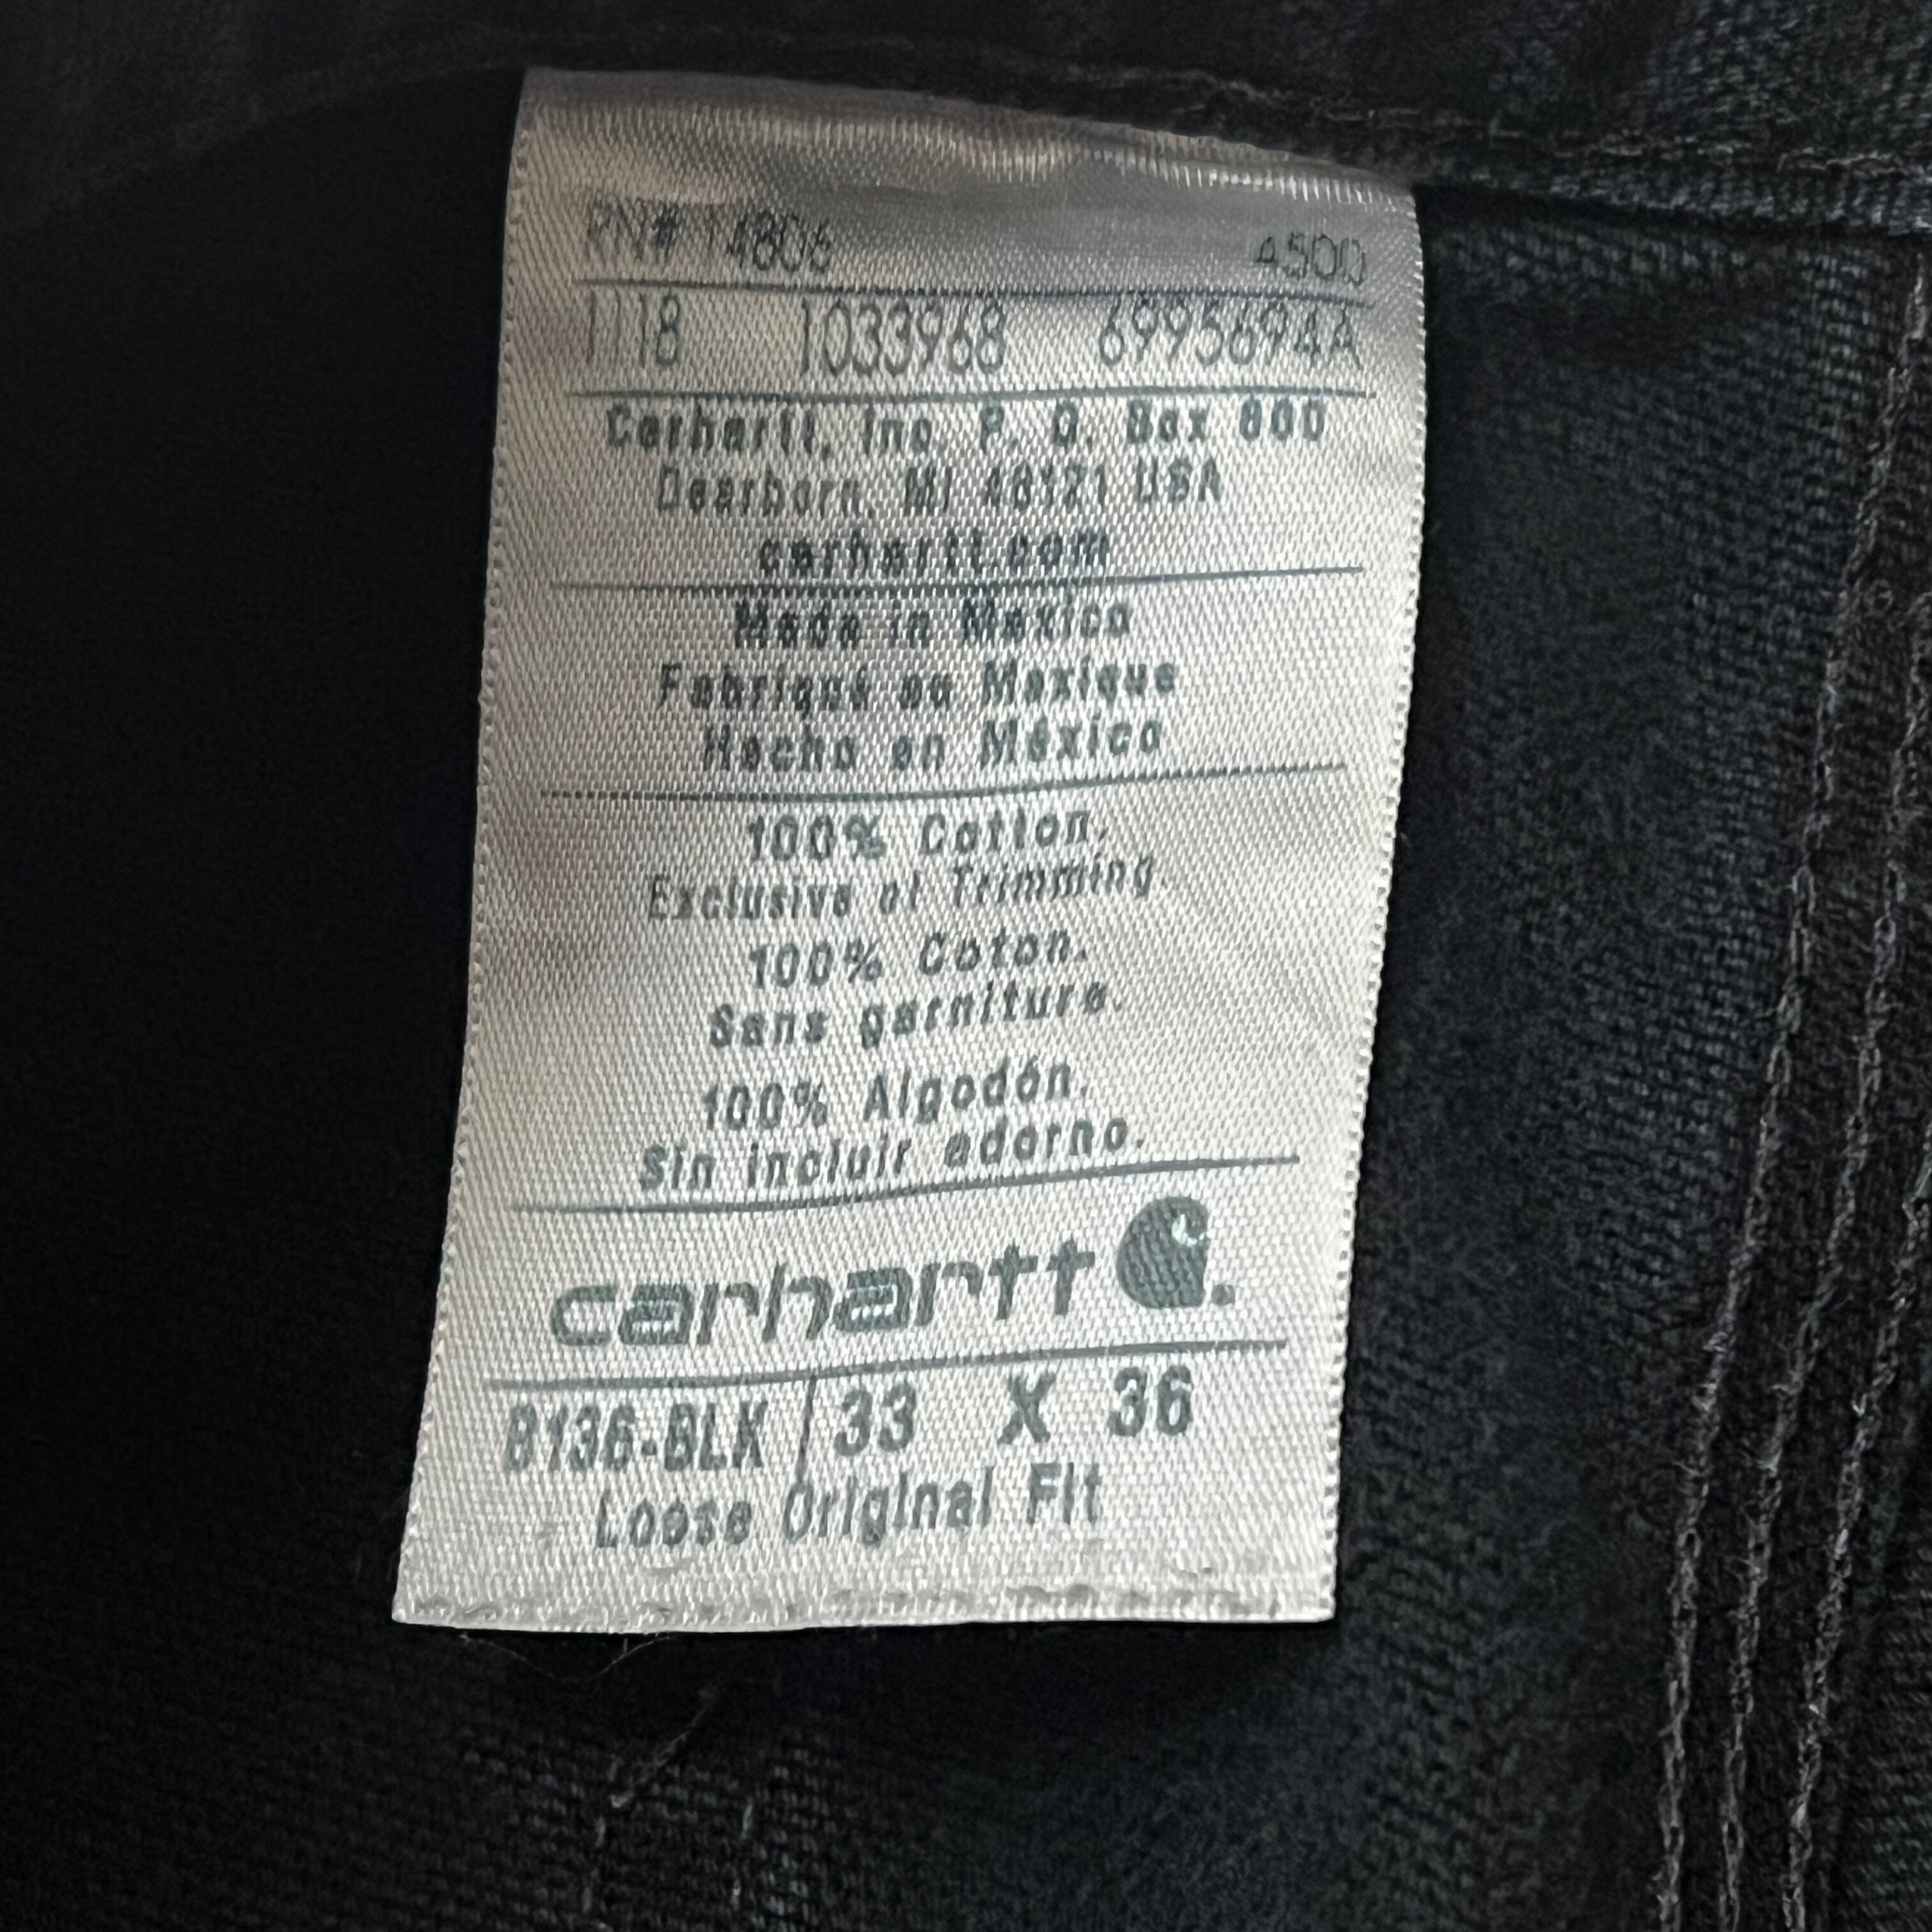 RN# 14806 4500
1118 1033968 6995694A
Carhartt, Inc. P. O. Box 600
Dearborn, MI 48121 USA
carhartt.com
Made in Mexico
Fabriqué au Mexique
Hecho en México
100% Cotton.
Exclusive of Trimming.
100% Coton.
Sans garniture.
100% Algodón.
Sin incluir adorno.
carhartt
B136-BLK 33 X 36
Loose Original Fit